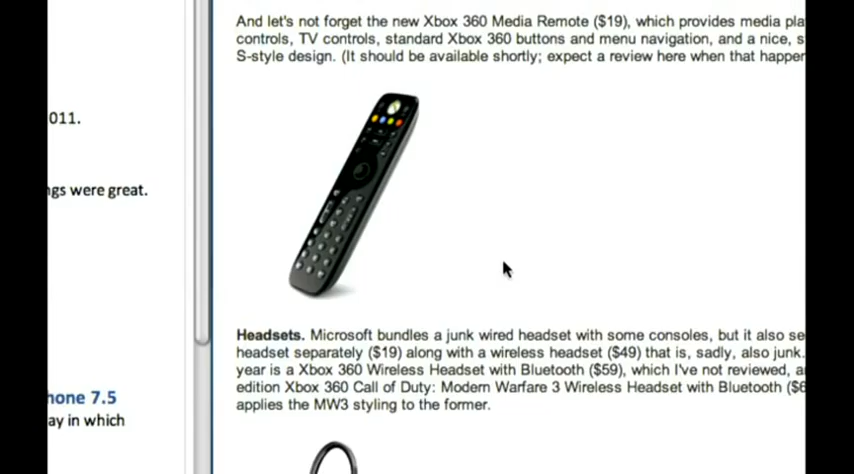 And let's not forget the new Xbox 360 Media Remote ($19), which provides media pla
controls, TV controls, standard Xbox 360 buttons and menu navigation, and a nice, s
S-style design. (It should be available shortly; expect a review here when that happer
011.
ngs were great.
Headsets. Microsoft bundles a junk wired headset with some consoles, but it also se
headset separately ($19) along with a wireless headset ($49) that is, sadly, also junk.
year is a Xbox 360 Wireless Headset with Bluetooth ($59), which I've not reviewed, a
edition Xbox 360 Call of Duty: Modern Warfare 3 Wireless Headset with Bluetooth ($6
applies the MW3 styling to the former.
hone 7.5
ay in which